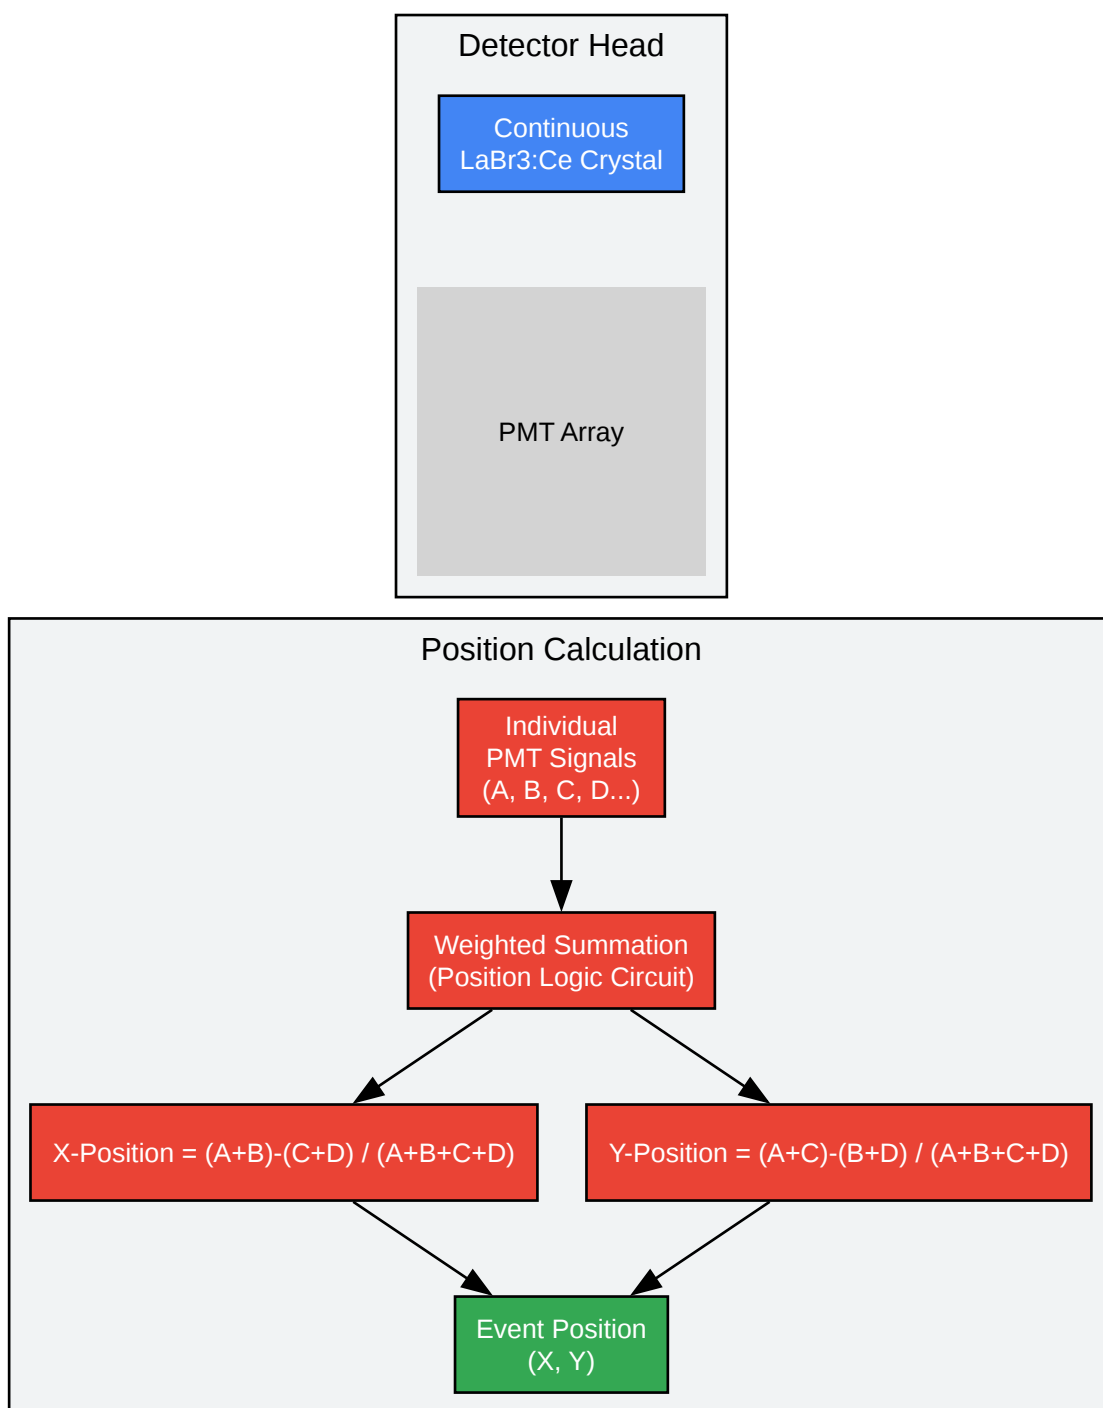 Detector Head
Continuous
LaBr3:Ce Crystal
PMT Array
Position Calculation
Individual
PMT Signals
(A, B, C, D...)
Weighted Summation
(Position Logic Circuit)
X-Position = (A+B)-(C+D) / (A+B+C+D)
Y-Position = (A+C)-(B+D) / (A+B+C+D)
Event Position
(X, Y)